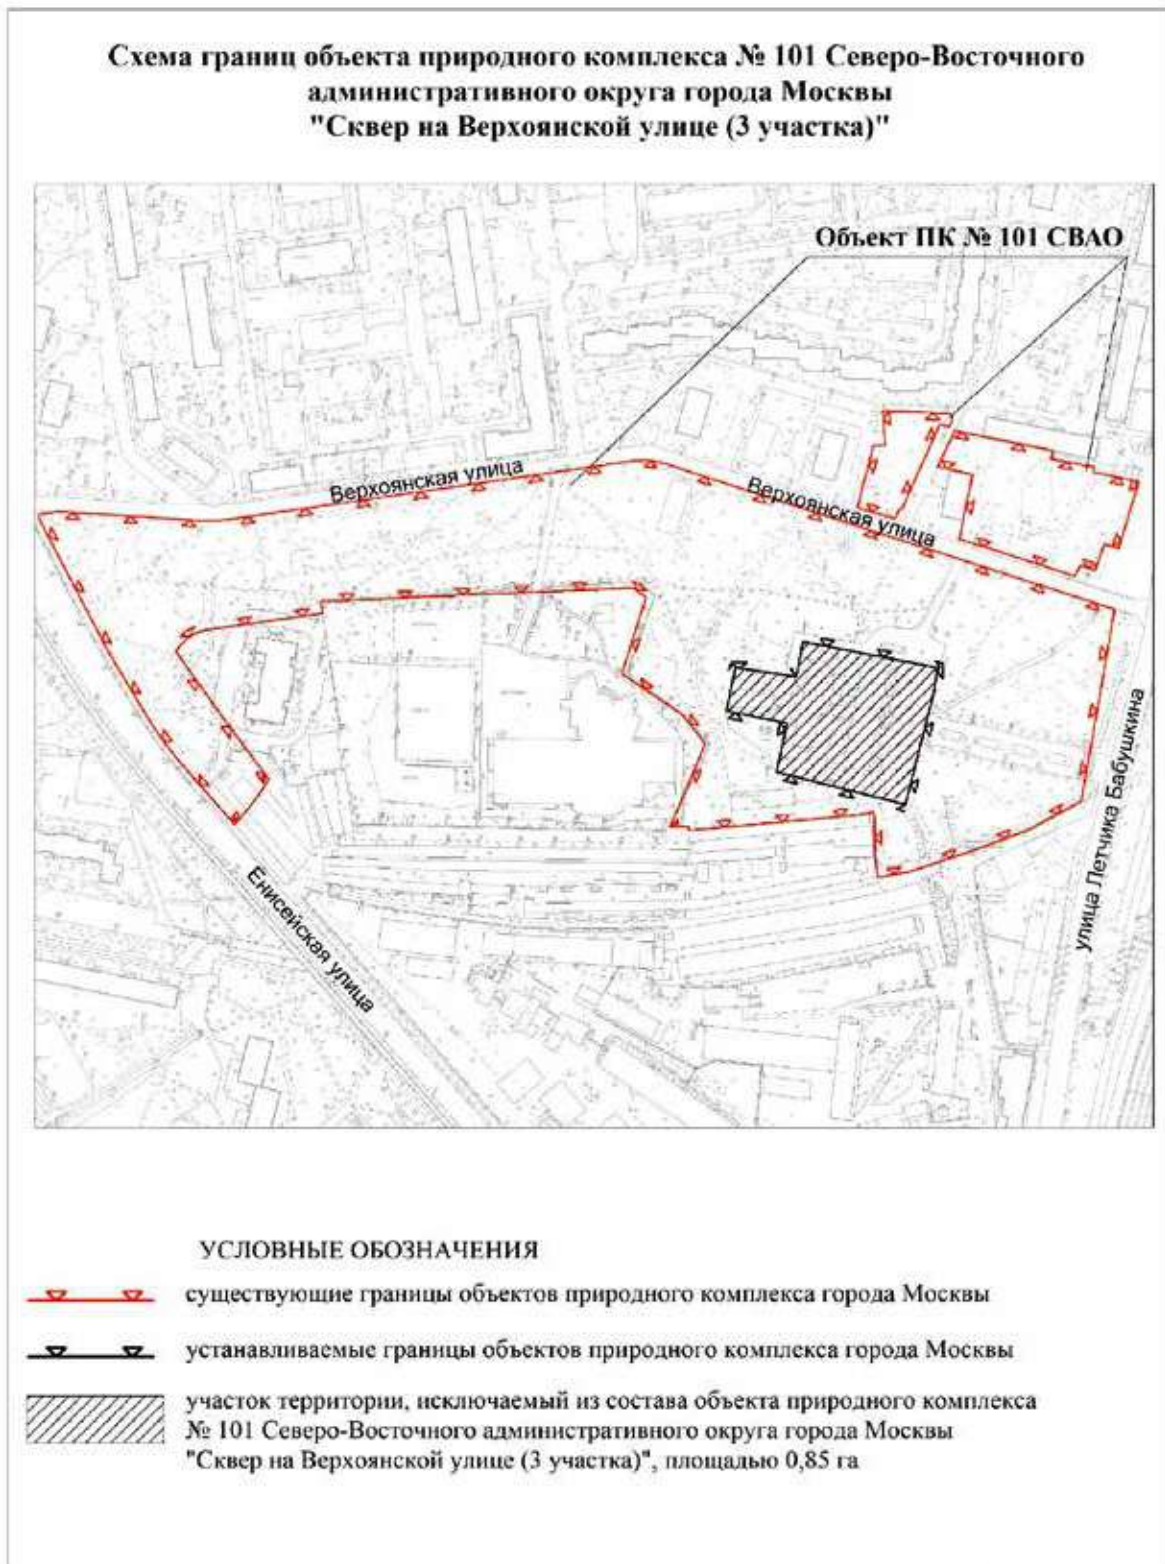 Схема границ объекта природного комплекса № 101 Северо-Восточного
административного округа города Москвы
"Сквер на Верхоянской улице (3 участка)"
Объект ПК № 101 СВАО
Верхоянская улица
Верхоянская улица
улица Летчика Бабушкина
Енисейская улица
УСЛОВНЫЕ ОБОЗНАЧЕНИЯ
существующие границы объектов природного комплекса города Москвы
устанавливаемые границы объектов природного комплекса города Москвы
участок территории, исключаемый из состава объекта природного комплекса
№ 101 Северо-Восточного административного округа города Москвы
"Сквер на Верхоянской улице (3 участка)", площадью 0,85 га